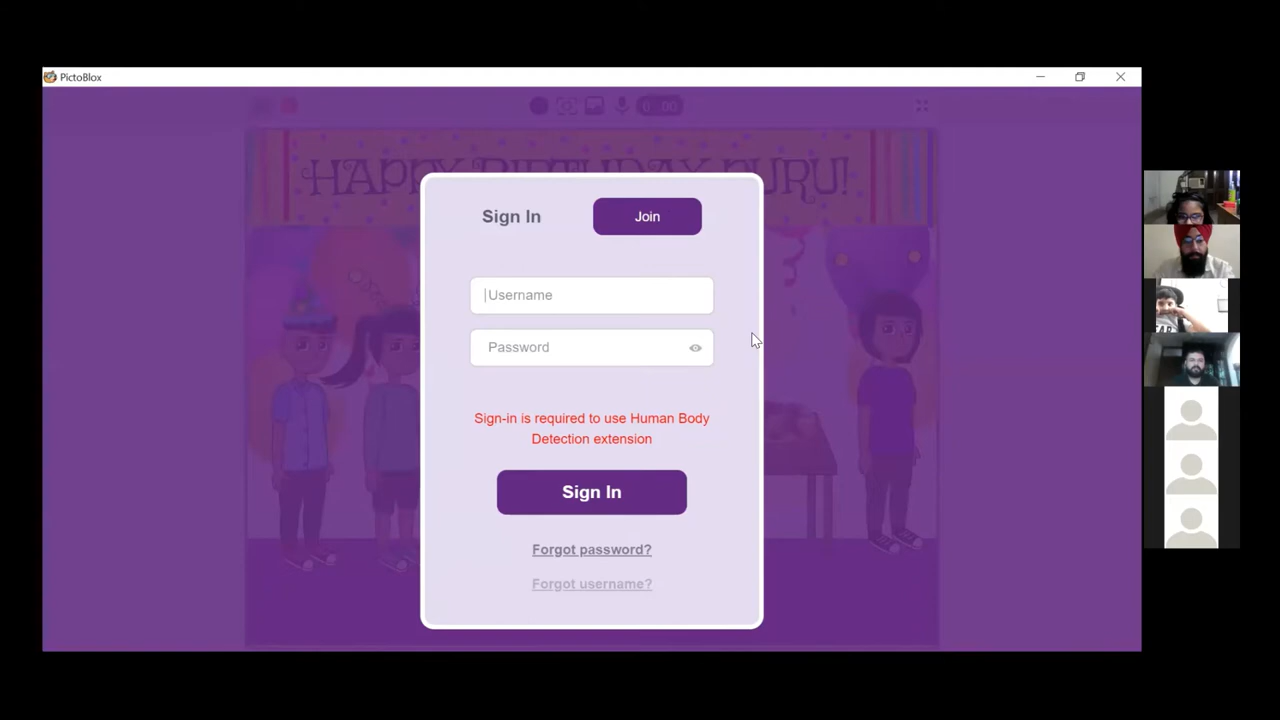 PictoBlox
HAPPY BIRTHDAY PURU!
Sign In
Join
Username
Password
Sign-in is required to use Human Body
Detection extension
Sign In
Forgot password?
Forgot username?